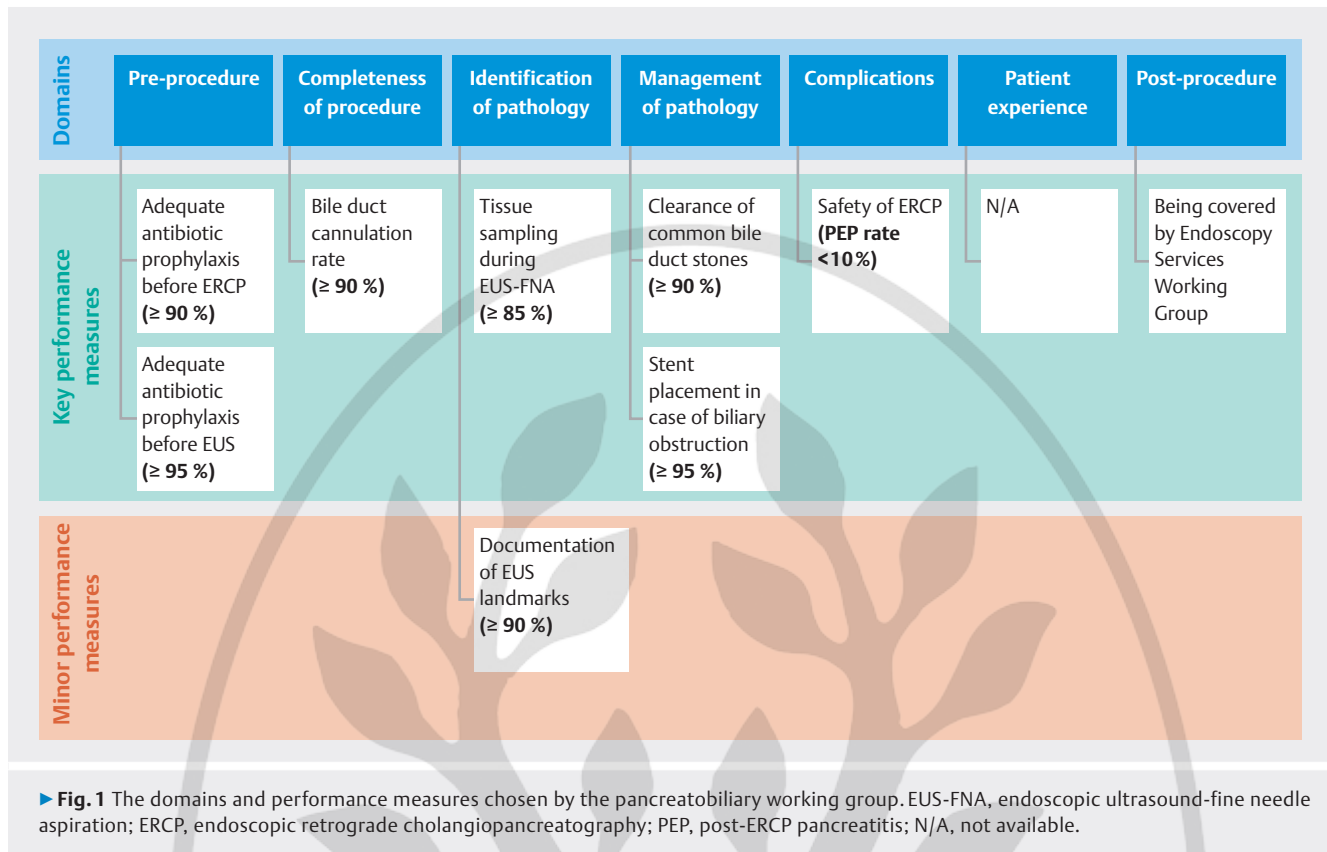 Domains
Pre-procedure
Completeness
of procedure
Identification
of pathology
Management
of pathology
Complications
Patient
experience
Post-procedure
Key performance
measures
Adequate
antibiotic
prophylaxis
before ERCP
(≥ 90 %)
Adequate
antibiotic
prophylaxis
before EUS
(≥ 95 %)
Bile duct
cannulation
rate
(≥ 90 %)
Tissue
sampling
during
EUS-FNA
(≥ 85 %)
Clearance of
common bile
duct stones
(≥ 90 %)
Stent
placement in
case of biliary
obstruction
(≥ 95 %)
Safety of ERCP
(PEP rate
<10 %)
N/A
Being covered
by Endoscopy
Services
Working
Group
Minor performance
measures
Documentation
of EUS
landmarks
(≥ 90 %)
▶ Fig. 1 The domains and performance measures chosen by the pancreatobiliary working group. EUS-FNA, endoscopic ultrasound-fine needle
aspiration; ERCP, endoscopic retrograde cholangiopancreatography; PEP, post-ERCP pancreatitis; N/A, not available.